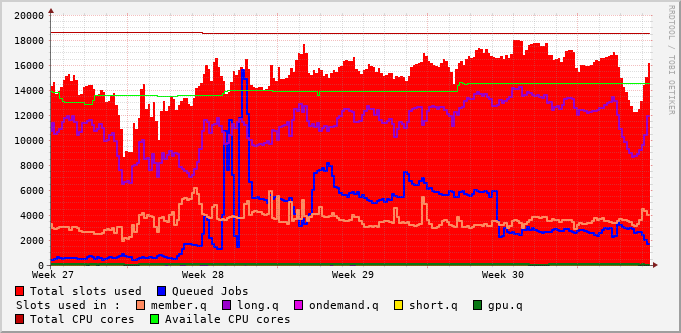 20000
18000
16000
14000
12000
10000
8000
6000
4000
2000
0
Week 27 Week 28 Week 29 Week 30
Total slots used Queued Jobs
Slots used in : member.q long.q ondemand.q short.q gpu.q
Total CPU cores Availale CPU cores
RRDTOOL / TOBI OETIKER